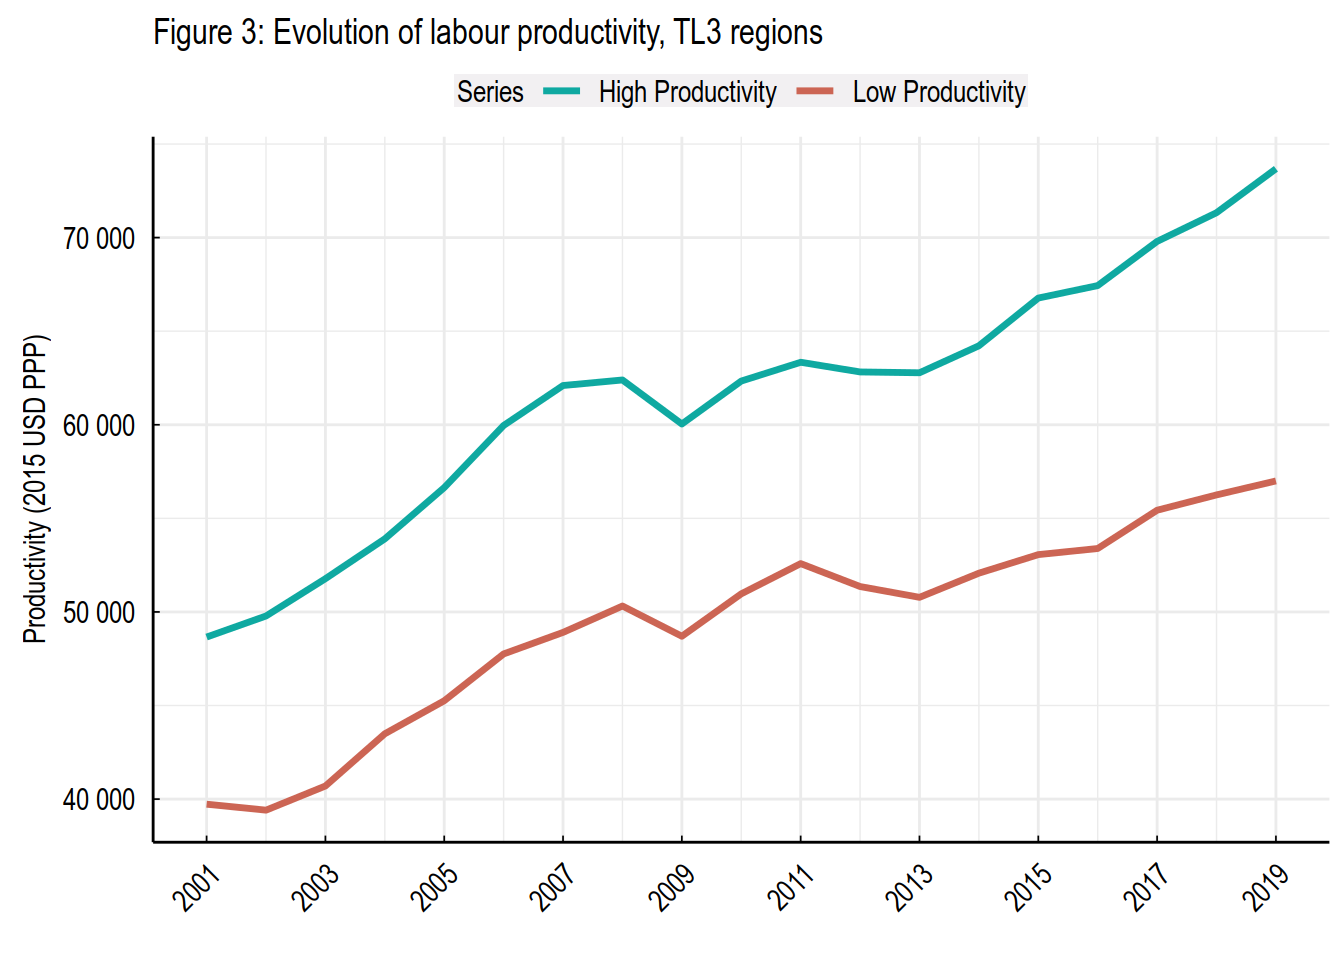 Figure 3: Evolution of labour productivity, TL3 regions
Series High Productivity Low Productivity
Productivity (2015 USD PPP)
70 000
60 000
50 000
40 000
2001 2003 2005 2007 2009 2011 2013 2015 2017 2019